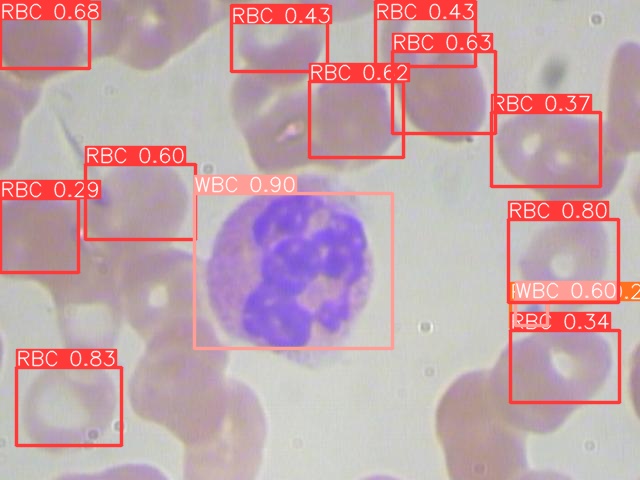 RBC 0.68
RBC 0.43
RBC 0.43
RBC 0.63
RBC 0.62
RBC 0.37
RBC 0.60
RBC 0.29
WBC 0.90
RBC 0.80
WBC 0.60
RBC 0.34
RBC 0.83